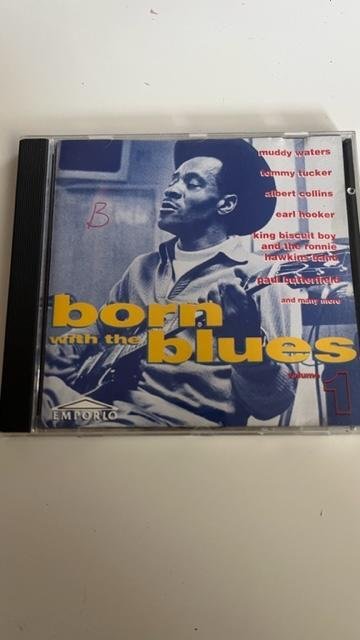 muddy waters
tommy tucker
albert collins
earl hooker
king biscuit boy
and the ronnie
hawkins band
paul butterfield
and many more
B
born
with the
blues
volume 1
EMPORIO